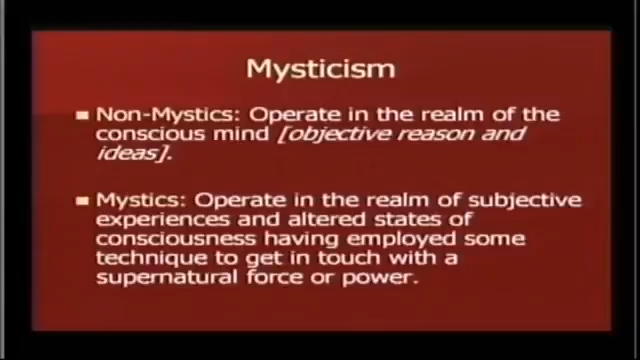 Mysticism
Non-Mystics: Operate in the realm of the
conscious mind [objective reason and
ideas].
Mystics: Operate in the realm of subjective
experiences and altered states of
consciousness having employed some
technique to get in touch with a
supernatural force or power.